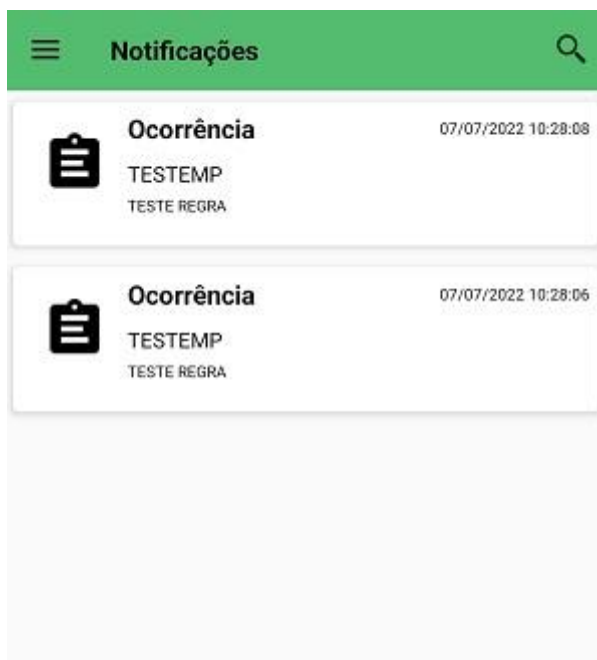 Notificações
Ocorrência 07/07/2022 10:28:08
TESTEMP
TESTE REGRA
Ocorrência 07/07/2022 10:28:06
TESTEMP
TESTE REGRA